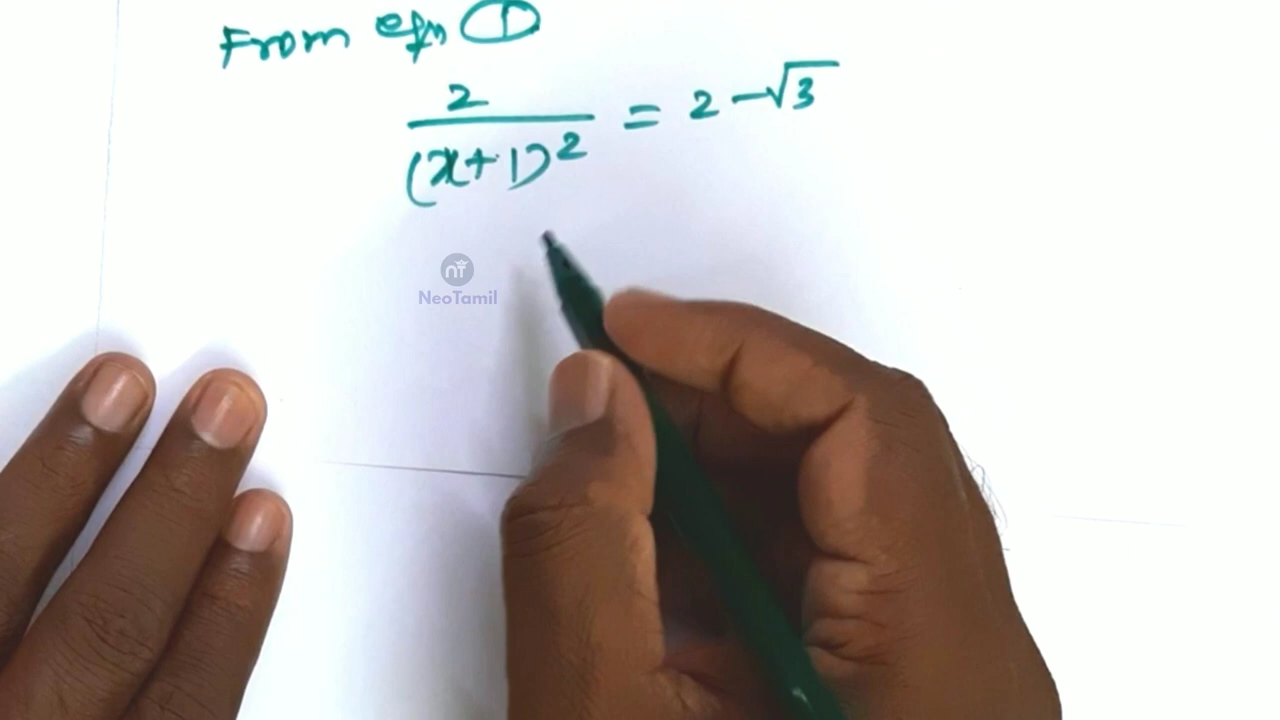 From eqn ①
2
(x+1)² = 2-√3
NeoTamil